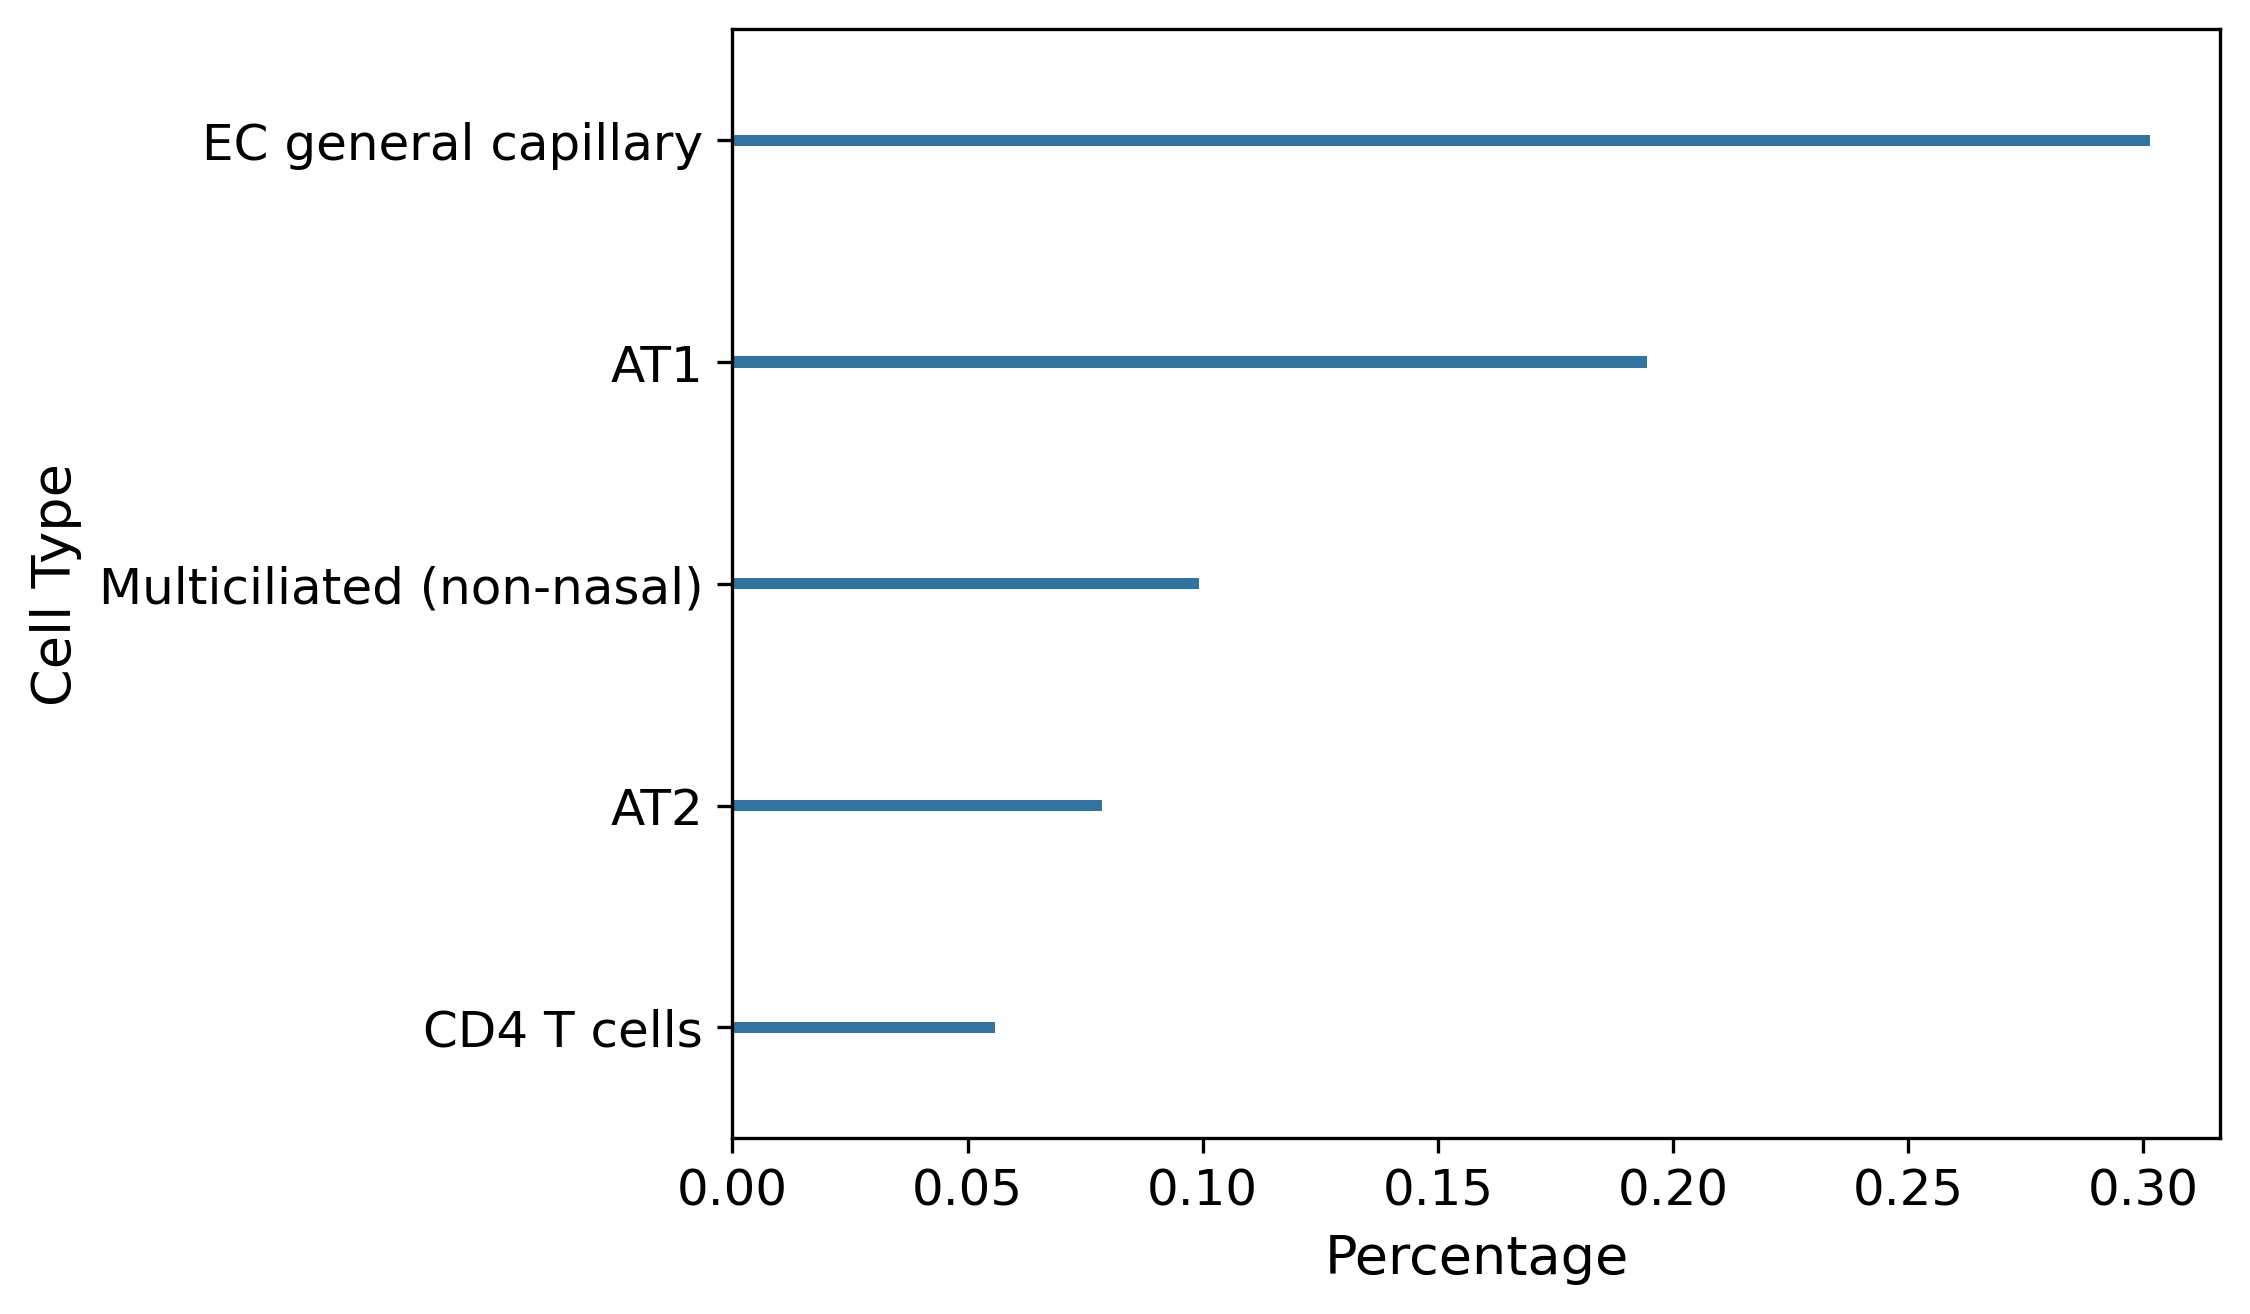 EC general capillary
AT1
Multiciliated (non-nasal)
AT2
CD4 T cells
Cell Type
0.00 0.05 0.10 0.15 0.20 0.25 0.30
Percentage